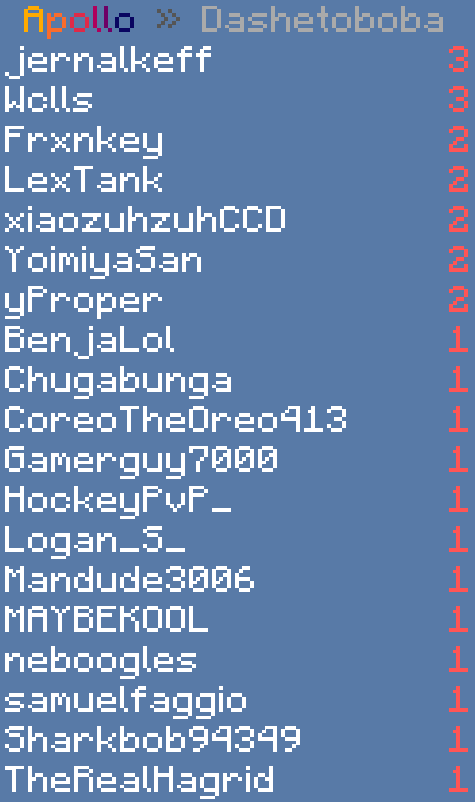 Apollo » Dashetoboba
jernalkeff 3
Wolls 3
Frxnkey 2
LexTank 2
xiaozuhzuhCCD 2
YoimiyaSan 2
yProper 2
BenjaLol 1
Chugabunga 1
CoreoTheOreo413 1
Gamerguy7000 1
HockeyPvP_ 1
Logan_S_ 1
Mandude3006 1
MAYBEKOOL 1
neboogles 1
samuelfaggio 1
Sharkbob94349 1
TheRealHagrid 1